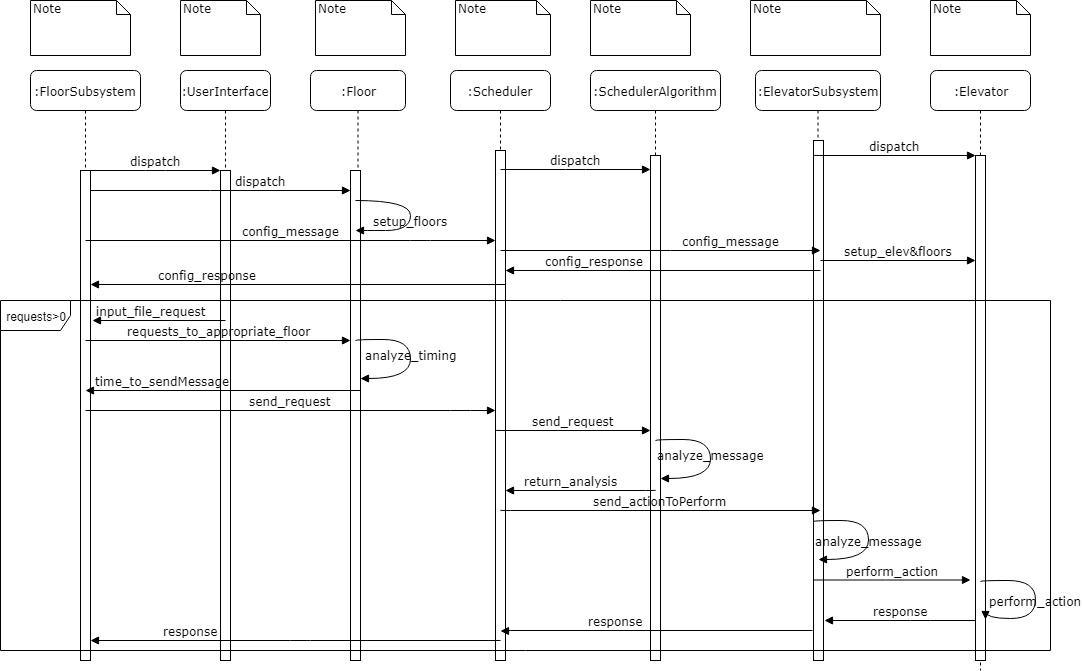 Note
Note
Note
Note
Note
Note
Note
:FloorSubsystem
:UserInterface
:Floor
:Scheduler
:SchedulerAlgorithm
:ElevatorSubsystem
:Elevator
dispatch
dispatch
dispatch
dispatch
setup_floors
config_message
config_message
setup_elev&floors
config_response
config_response
requests>0
input_file_request
requests_to_appropriate_floor
analyze_timing
time_to_sendMessage
send_request
send_request
analyze_message
return_analysis
send_actionToPerform
analyze_message
perform_action
perform_action
response
response
response